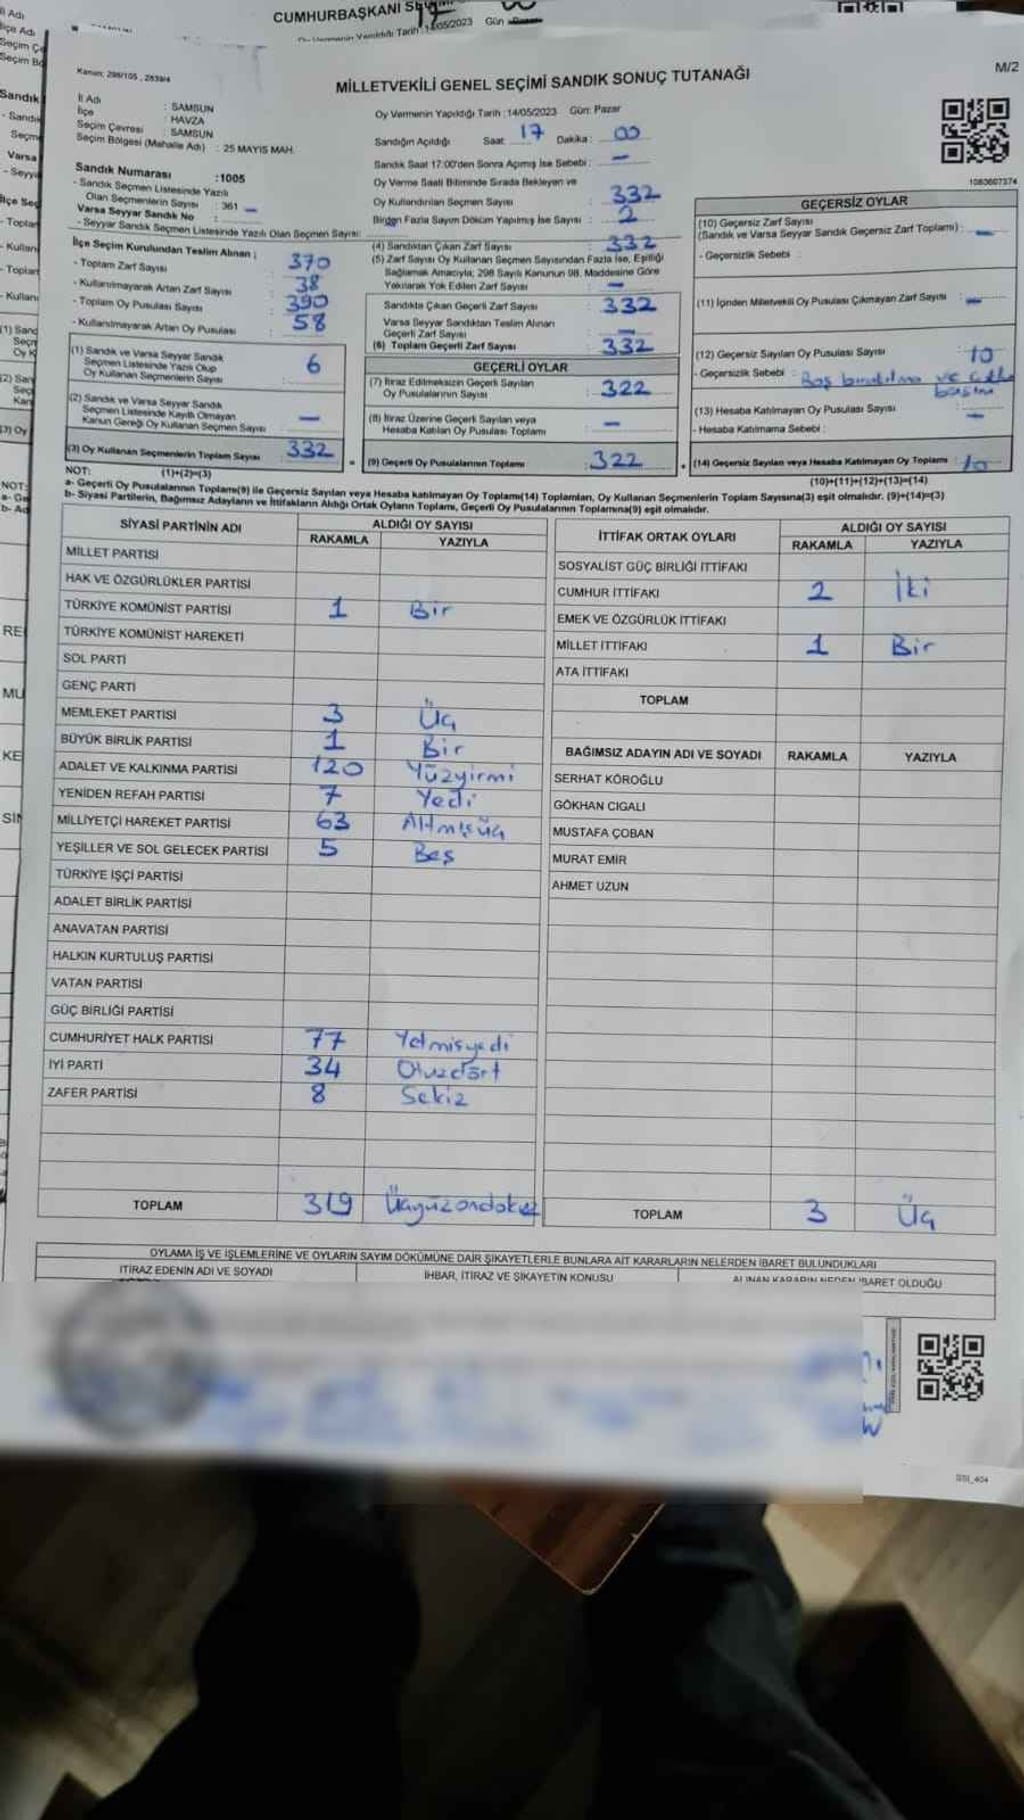 CUMHURBAŞKANI
05/2023 Gün
Kanun: 298/105 , 2839/4
MİLLETVEKİLİ GENEL SEÇİMİ SANDIK SONUÇ TUTANAĞI
M/2
İl Adı : SAMSUN
İlçe : HAVZA
Seçim Çevresi : SAMSUN
Seçim Bölgesi (Mahalle Adı) : 25 MAYIS MAH.
Sandık Numarası :1005
- Sandık Seçmen Listesinde Yazılı
Olan Seçmenlerin Sayısı : 361 –
Varsa Seyyar Sandık No :
- Seyyar Sandık Seçmen Listesinde Yazılı Olan Seçmen Sayısı:
İlçe Seçim Kurulundan Teslim Alınan ;
- Toplam Zarf Sayısı : 370
- Kullanılmayarak Artan Zarf Sayısı : 38
- Toplam Oy Pusulası Sayısı : 390
- Kullanılmayarak Artan Oy Pusulası : 58
(1) Sandık ve Varsa Seyyar Sandık
Seçmen Listesinde Yazılı Olup
Oy Kullanan Seçmenlerin Sayısı : 6
(2) Sandık ve Varsa Seyyar Sandık
Seçmen Listesinde Kayıtlı Olmayan
Kanun Gereği Oy Kullanan Seçmen Sayısı : –
(3) Oy Kullanan Seçmenlerin Toplam Sayısı : 332
Oy Vermenin Yapıldığı Tarih :14/05/2023 Gün: Pazar
Sandığın Açıldığı Saat: 17 Dakika : 00
Sandık Saat 17:00'den Sonra Açımış İse Sebebi : –
Oy Verme Saati Bitiminde Sırada Bekleyen ve
Oy Kullandırılan Seçmen Sayısı : 332
Birden Fazla Sayım Döküm Yapılmış İse Sayısı : 2
(4) Sandıktan Çıkan Zarf Sayısı : 332
(5) Zarf Sayısı Oy Kullanan Seçmen Sayısından Fazla İse, Eşitliği
Sağlamak Amacıyla; 298 Sayılı Kanunun 98. Maddesine Göre
Yakılarak Yok Edilen Zarf Sayısı : –
Sandıkta Çıkan Geçerli Zarf Sayısı : 332
Varsa Seyyar Sandıktan Teslim Alınan
Geçerli Zarf Sayısı : –
(6) Toplam Geçerli Zarf Sayısı : 332
GEÇERLİ OYLAR
(7) İtiraz Edilmeksizin Geçerli Sayılan
Oy Pusulalarının Sayısı : 322
(8) İtiraz Üzerine Geçerli Sayılan veya
Hesaba Katılan Oy Pusulası Toplamı : –
(9) Geçerli Oy Pusulalarının Toplamı : 322
1083607374
GEÇERSİZ OYLAR
(10) Geçersiz Zarf Sayısı
(Sandık ve Varsa Seyyar Sandık Geçersiz Zarf Toplamı) : –
- Geçersizlik Sebebi :
(11) İçinden Milletvekili Oy Pusulası Çıkmayan Zarf Sayısı : –
(12) Geçersiz Sayılan Oy Pusulası Sayısı : 10
- Geçersizlik Sebebi : Boş bırakılma ve
basım
(13) Hesaba Katılmayan Oy Pusulası Sayısı : –
- Hesaba Katılmama Sebebi :
(14) Geçersiz Sayılan veya Hesaba Katılmayan Oy Toplamı : 10
NOT: (1)+(2)=(3)
(10)+(11)+(12)+(13)=(14)
a- Geçerli Oy Pusulalarının Toplamı(9) ile Geçersiz Sayılan veya Hesaba katılmayan Oy Toplamı(14) Toplamları, Oy Kullanan Seçmenlerin Toplam Sayısına(3) eşit olmalıdır. (9)+(14)=(3)
b- Siyasi Partilerin, Bağımsız Adayların ve İttifakların Aldığı Ortak Oyların Toplamı, Geçerli Oy Pusulalarının Toplamına(9) eşit olmalıdır.
SİYASİ PARTİNİN ADI ALDIĞI OY SAYISI
RAKAMLA YAZIYLA
MİLLET PARTİSİ
HAK VE ÖZGÜRLÜKLER PARTİSİ
TÜRKİYE KOMÜNİST PARTİSİ 1 Bir
TÜRKİYE KOMÜNİST HAREKETİ
SOL PARTİ
GENÇ PARTİ
MEMLEKET PARTİSİ 3 Üç
BÜYÜK BİRLİK PARTİSİ 1 Bir
ADALET VE KALKINMA PARTİSİ 120 Yüzyirmi
YENİDEN REFAH PARTİSİ 7 Yedi
MİLLİYETÇİ HAREKET PARTİSİ 63 Altmışüç
YEŞİLLER VE SOL GELECEK PARTİSİ 5 Beş
TÜRKİYE İŞÇİ PARTİSİ
ADALET BİRLİK PARTİSİ
ANAVATAN PARTİSİ
HALKIN KURTULUŞ PARTİSİ
VATAN PARTİSİ
GÜÇ BİRLİĞİ PARTİSİ
CUMHURİYET HALK PARTİSİ 77 Yetmişyedi
İYİ PARTİ 34 Otuzdört
ZAFER PARTİSİ 8 Sekiz
TOPLAM 319 Üçyüzondokuz
İTTİFAK ORTAK OYLARI ALDIĞI OY SAYISI
RAKAMLA YAZIYLA
SOSYALİST GÜÇ BİRLİĞİ İTTİFAKI
CUMHUR İTTİFAKI 2 İki
EMEK VE ÖZGÜRLÜK İTTİFAKI
MİLLET İTTİFAKI 1 Bir
ATA İTTİFAKI
TOPLAM
BAĞIMSIZ ADAYIN ADI VE SOYADI RAKAMLA YAZIYLA
SERHAT KÖROĞLU
GÖKHAN CIGALI
MUSTAFA ÇOBAN
MURAT EMİR
AHMET UZUN
TOPLAM 3 Üç
OYLAMA İŞ VE İŞLEMLERİNE VE OYLARIN SAYIM DÖKÜMÜNE DAİR ŞİKAYETLERLE BUNLARA AİT KARARLARIN NELERDEN İBARET BULUNDUKLARI
İTİRAZ EDENİN ADI VE SOYADI İHBAR, İTİRAZ VE ŞİKAYETİN KONUSU ALINAN KARARIN NEDEN İBARET OLDUĞU